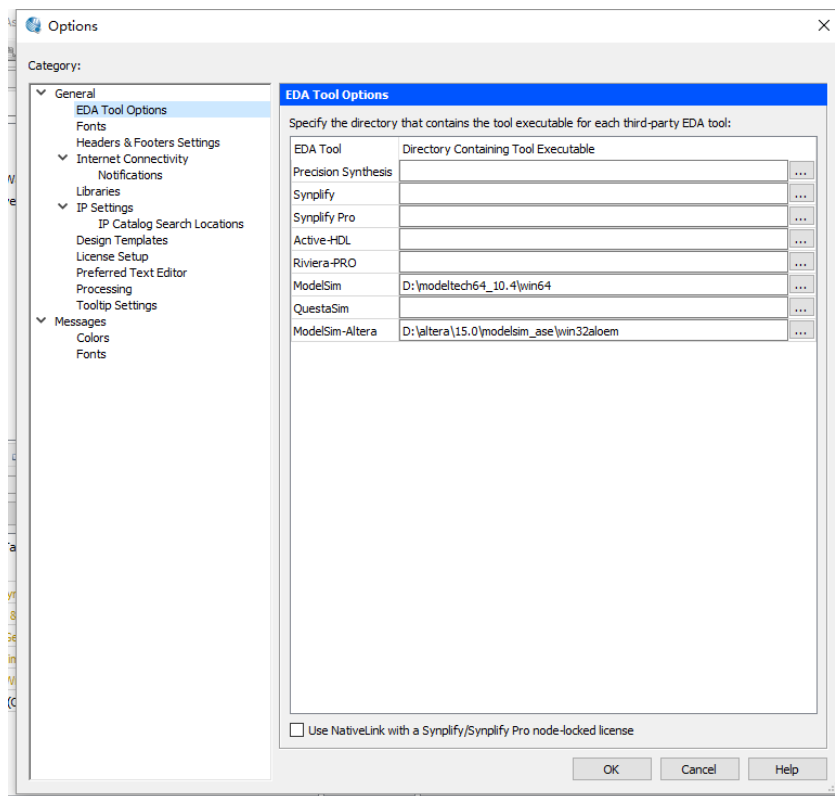 Options
Category:
General
EDA Tool Options
Fonts
Headers & Footers Settings
Internet Connectivity
Notifications
Libraries
IP Settings
IP Catalog Search Locations
Design Templates
License Setup
Preferred Text Editor
Processing
Tooltip Settings
Messages
Colors
Fonts
EDA Tool Options
Specify the directory that contains the tool executable for each third-party EDA tool:
EDA Tool Directory Containing Tool Executable
Precision Synthesis ...
Synplify ...
Synplify Pro ...
Active-HDL ...
Riviera-PRO ...
ModelSim D:\modeltech64_10.4\win64 ...
QuestaSim ...
ModelSim-Altera D:\altera\15.0\modelsim_ase\win32aloem ...
Use NativeLink with a Synplify/Synplify Pro node-locked license
OK Cancel Help